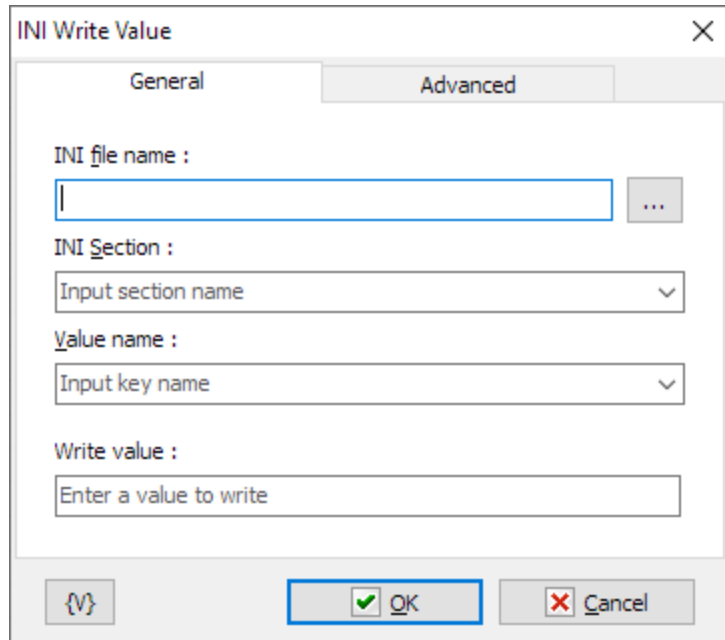 INI Write Value
General
Advanced
INI file name :
...
INI Section :
Input section name
Value name :
Input key name
Write value :
Enter a value to write
{V}
OK
Cancel